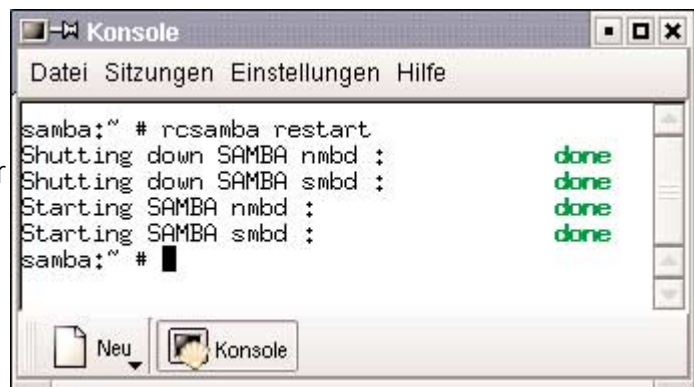 Konsole
Datei Sitzungen Einstellungen Hilfe
samba:~ # rcsamba restart
Shutting down SAMBA nmbd : done
Shutting down SAMBA smbd : done
Starting SAMBA nmbd : done
Starting SAMBA smbd : done
samba:~ #
Neu Konsole